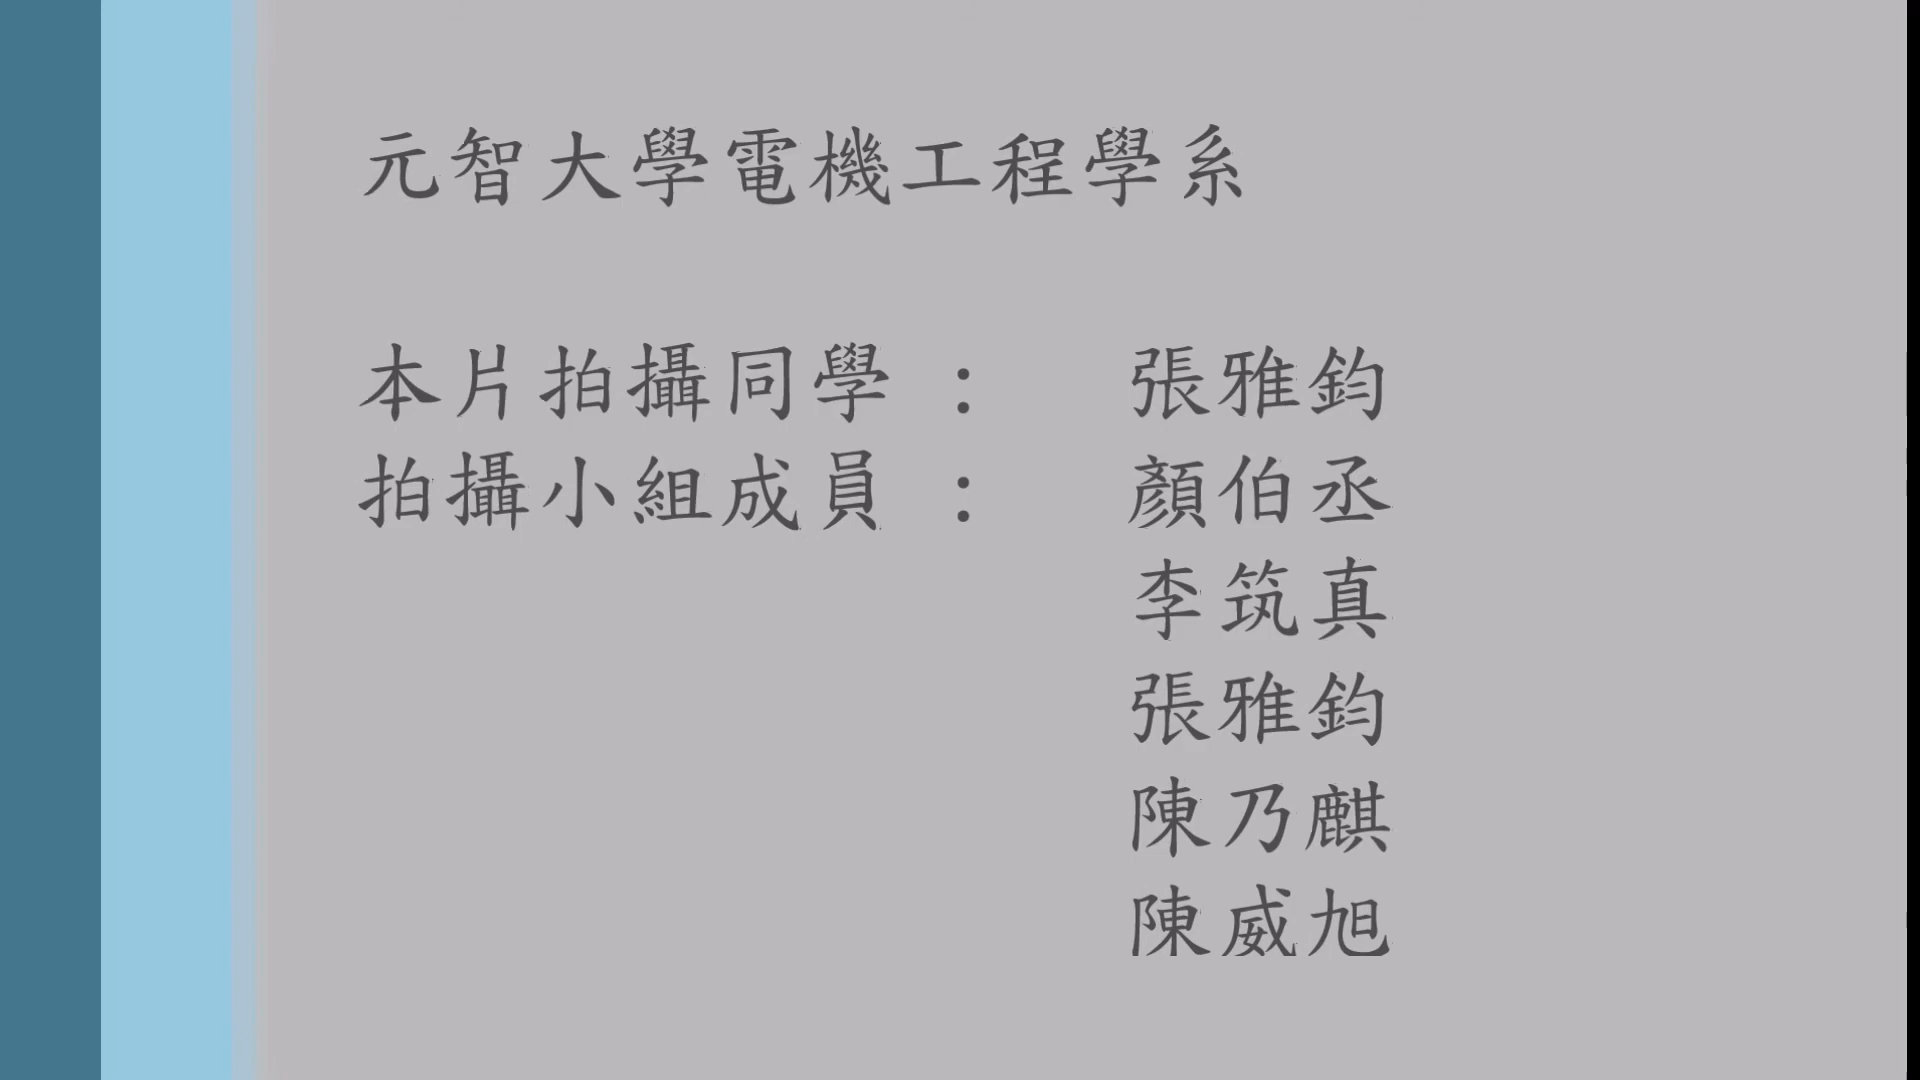 元智大學電機工程學系
本片拍攝同學 : 張雅鈞
拍攝小組成員 : 顏伯丞
李筑真
張雅鈞
陳乃麒
陳威旭